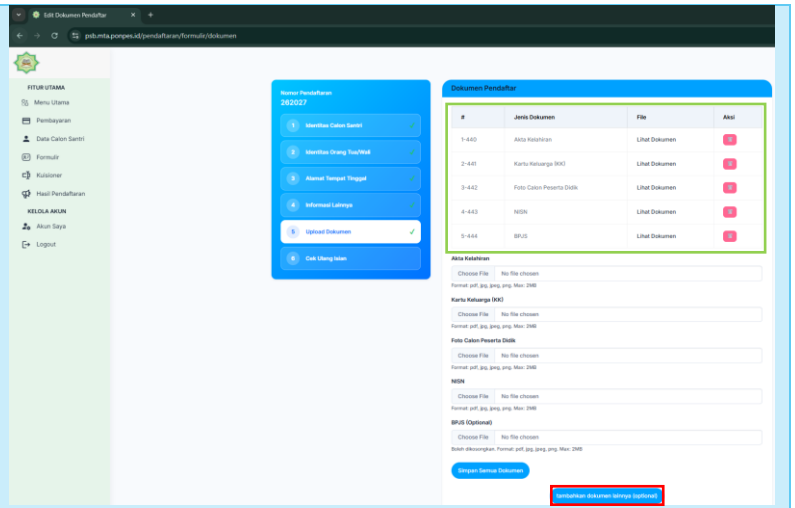 Edit Dokumen Pendaftar
psb.mta.ponpes.id/pendaftaran/formulir/dokumen
FITUR UTAMA
Menu Utama
Pembayaran
Data Calon Santri
Formulir
Kuisioner
Hasil Pendaftaran
KELOLA AKUN
Akun Saya
Logout
Nomor Pendaftaran
262027
1 Identitas Calon Santri
2 Identitas Orang Tua/Wali
3 Alamat Tempat Tinggal
4 Informasi Lainnya
5 Upload Dokumen
6 Cek Ulang Isian
Dokumen Pendaftar
# Jenis Dokumen File Aksi
1-440 Akta Kelahiran Lihat Dokumen
2-441 Kartu Keluarga (KK) Lihat Dokumen
3-442 Foto Calon Peserta Didik Lihat Dokumen
4-443 NISN Lihat Dokumen
5-444 BPJS Lihat Dokumen
Akta Kelahiran
Choose File No file chosen
Format: pdf, jpg, jpeg, png. Max: 2MB
Kartu Keluarga (KK)
Choose File No file chosen
Format: pdf, jpg, jpeg, png. Max: 2MB
Foto Calon Peserta Didik
Choose File No file chosen
Format: pdf, jpg, jpeg, png. Max: 2MB
NISN
Choose File No file chosen
Format: pdf, jpg, jpeg, png. Max: 2MB
BPJS (Optional)
Choose File No file chosen
Boleh dikosongkan. Format: pdf, jpg, jpeg, png. Max: 2MB
Simpan Semua Dokumen
tambahkan dokumen lainnya (optional)